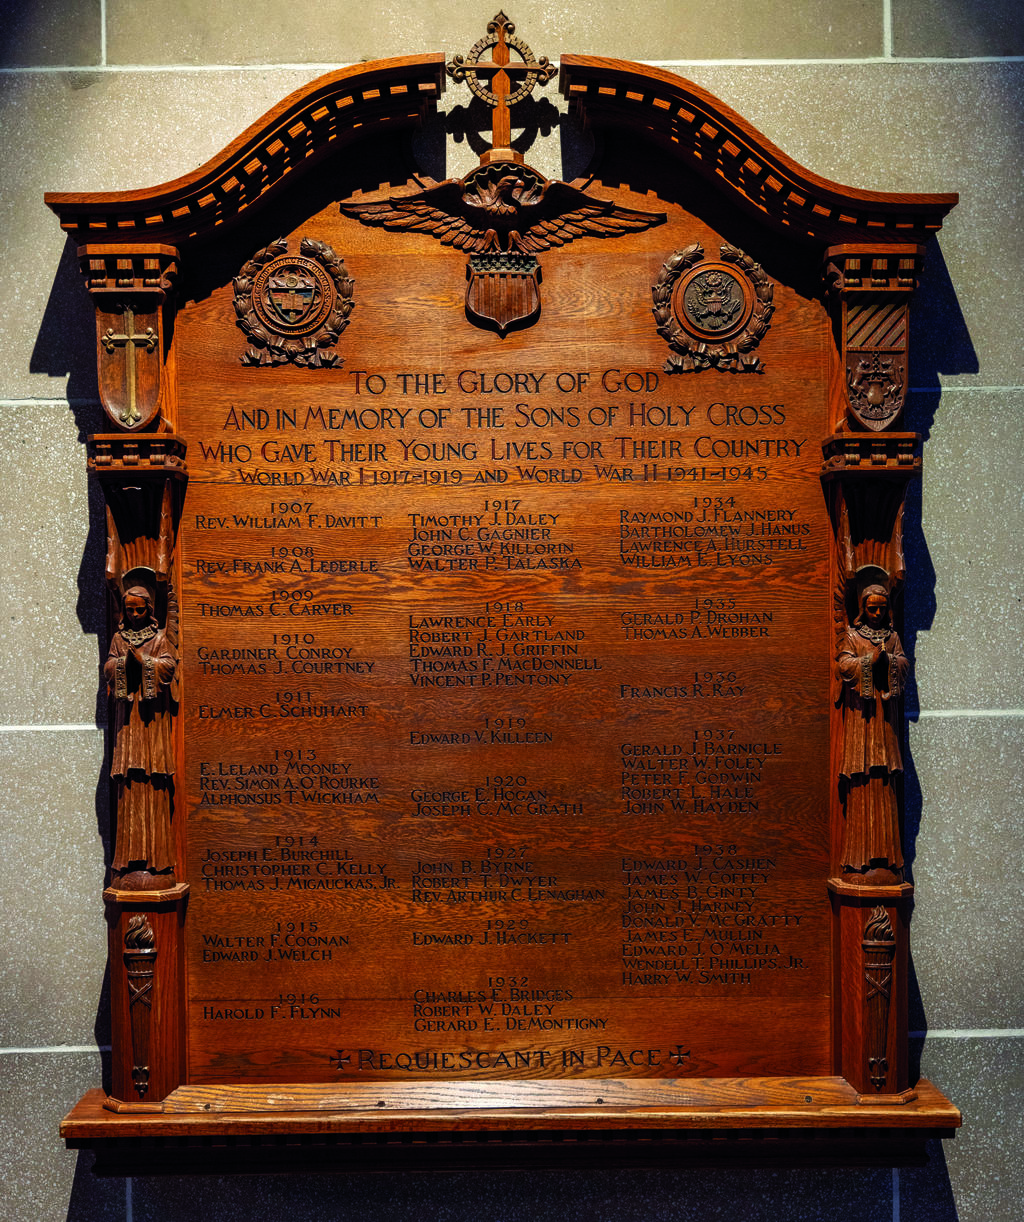 TO THE GLORY OF GOD
AND IN MEMORY OF THE SONS OF HOLY CROSS
WHO GAVE THEIR YOUNG LIVES FOR THEIR COUNTRY
WORLD WAR I 1917-1919 AND WORLD WAR II 1941-1945
1907
REV. WILLIAM F. DAVITT
1908
REV. FRANK A. LEDERLE
1909
THOMAS C. CARVER
1910
GARDINER CONROY
THOMAS J. COURTNEY
1911
ELMER C. SCHUHART
1913
E. LELAND MOONEY
REV. SIMON A. O'ROURKE
ALPHONSUS T. WICKHAM
1914
JOSEPH E. BURCHILL
CHRISTOPHER C. KELLY
THOMAS J. MIGAUCKAS, JR.
1915
WALTER F. COONAN
EDWARD J. WELCH
1916
HAROLD F. FLYNN
1917
TIMOTHY J. DALEY
JOHN C. GAGNIER
GEORGE W. KILLORIN
WALTER P. TALASKA
1918
LAWRENCE EARLY
ROBERT J. GARTLAND
EDWARD R. J. GRIFFIN
THOMAS F. MACDONNELL
VINCENT P. PENTONY
1919
EDWARD V. KILLEEN
1920
GEORGE E. HOGAN
JOSEPH C. MCGRATH
1927
JOHN B. BYRNE
ROBERT T. DWYER
REV. ARTHUR C. LENAGHAN
1929
EDWARD J. HACKETT
1932
CHARLES E. BRIDGES
ROBERT W. DALEY
GERARD E. DEMONTIGNY
1934
RAYMOND J. FLANNERY
BARTHOLOMEW J. HANUS
LAWRENCE A. HURSTELL
WILLIAM E. LYONS
1935
GERALD P. DROHAN
THOMAS A. WEBBER
1936
FRANCIS R. RAY
1937
GERALD J. BARNICLE
WALTER W. FOLEY
PETER F. GODWIN
ROBERT L. HALE
JOHN W. HAYDEN
1938
EDWARD J. CASHEN
JAMES W. COFFEY
JAMES B. GINTY
JOHN J. HARNEY
DONALD V. MCGRATTY
JAMES E. MULLIN
EDWARD J. O'MELIA
WENDELL T. PHILLIPS, JR.
HARRY W. SMITH
✠ REQUIESCANT IN PACE ✠